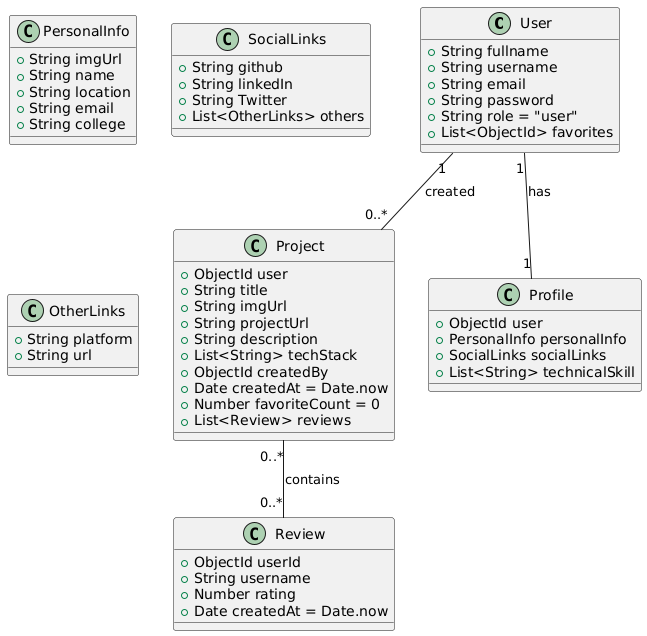 C PersonalInfo
String imgUrl
String name
String location
String email
String college
C SocialLinks
String github
String linkedIn
String Twitter
List<OtherLinks> others
C User
String fullname
String username
String email
String password
String role = "user"
List<ObjectId> favorites
1
created
0..*
1
has
1
C OtherLinks
String platform
String url
C Project
ObjectId user
String title
String imgUrl
String projectUrl
String description
List<String> techStack
ObjectId createdBy
Date createdAt = Date.now
Number favoriteCount = 0
List<Review> reviews
C Profile
ObjectId user
PersonalInfo personalInfo
SocialLinks socialLinks
List<String> technicalSkill
0..*
contains
0..*
C Review
ObjectId userId
String username
Number rating
Date createdAt = Date.now